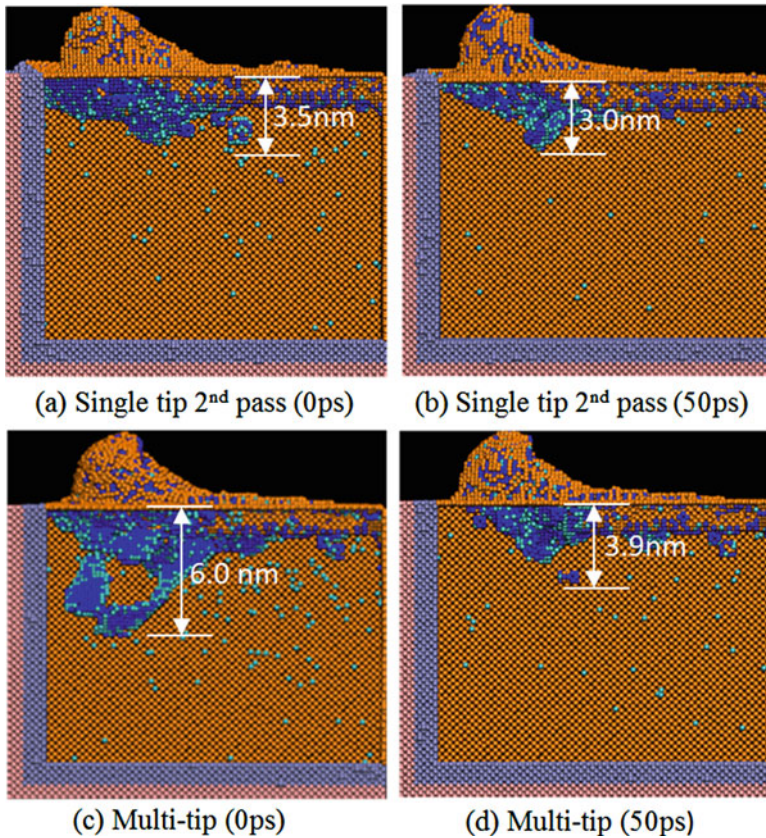 3.5nm
3.0nm
(a) Single tip 2nd pass (0ps)
(b) Single tip 2nd pass (50ps)
6.0 nm
3.9nm
(c) Multi-tip (0ps)
(d) Multi-tip (50ps)